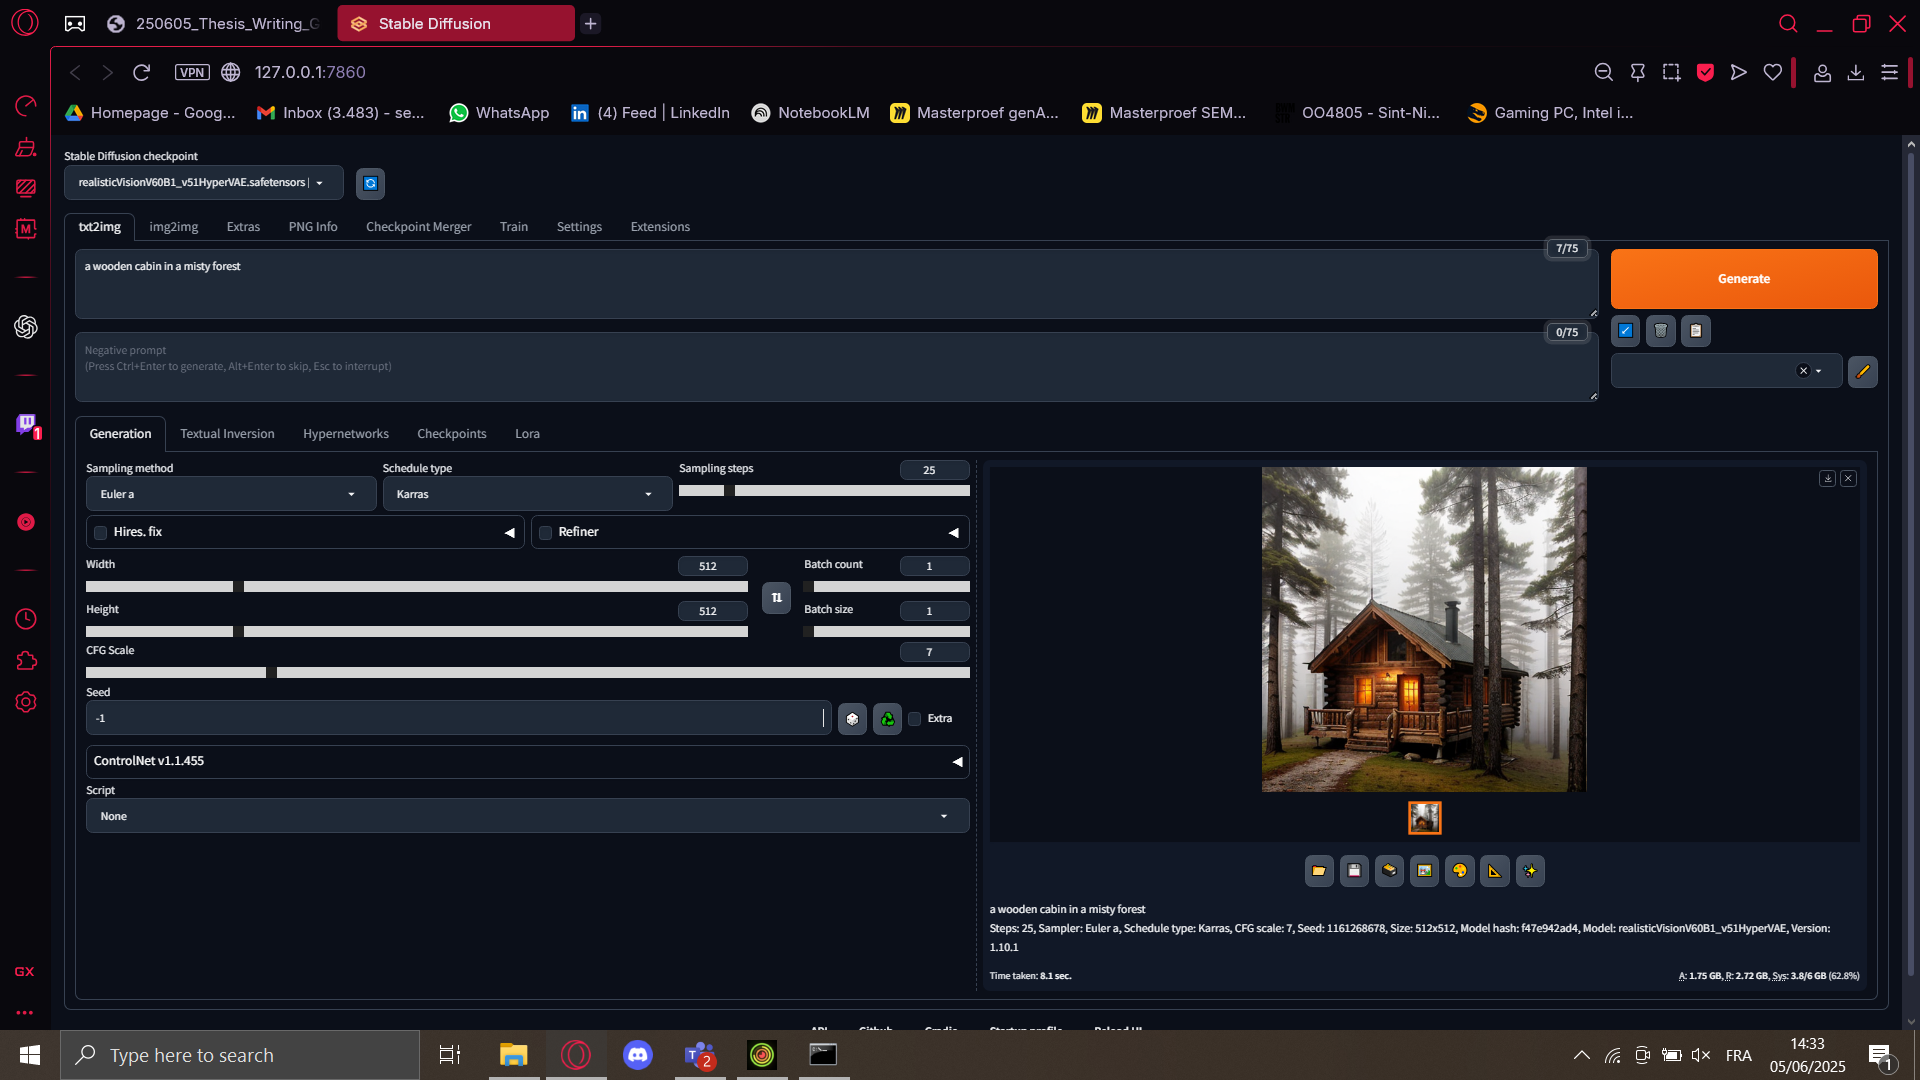 250605_Thesis_Writing_G
Stable Diffusion
VPN
127.0.0.1:7860
Homepage - Goog...
Inbox (3.483) - se...
WhatsApp
(4) Feed | LinkedIn
NotebookLM
Masterproef genA...
Masterproef SEM...
OO4805 - Sint-Ni...
Gaming PC, Intel i...
Stable Diffusion checkpoint
realisticVisionV60B1_v51HyperVAE.safetensors |
txt2img
img2img
Extras
PNG Info
Checkpoint Merger
Train
Settings
Extensions
7/75
a wooden cabin in a misty forest
Generate
0/75
Negative prompt
(Press Ctrl+Enter to generate, Alt+Enter to skip, Esc to interrupt)
Generation
Textual Inversion
Hypernetworks
Checkpoints
Lora
Sampling method
Schedule type
Sampling steps
25
Euler a
Karras
Hires. fix
Refiner
Width
512
Batch count
1
Height
512
Batch size
1
CFG Scale
7
Seed
-1
Extra
ControlNet v1.1.455
Script
None
a wooden cabin in a misty forest
Steps: 25, Sampler: Euler a, Schedule type: Karras, CFG scale: 7, Seed: 1161268678, Size: 512x512, Model hash: f47e942ad4, Model: realisticVisionV60B1_v51HyperVAE, Version:
1.10.1
Time taken: 8.1 sec.
A: 1.75 GB, R: 2.72 GB, Sys: 3.8/6 GB (62.8%)
GX
API
Github
Gradio
Startup profile
Reload UI
Type here to search
2
FRA
14:33
05/06/2025
1